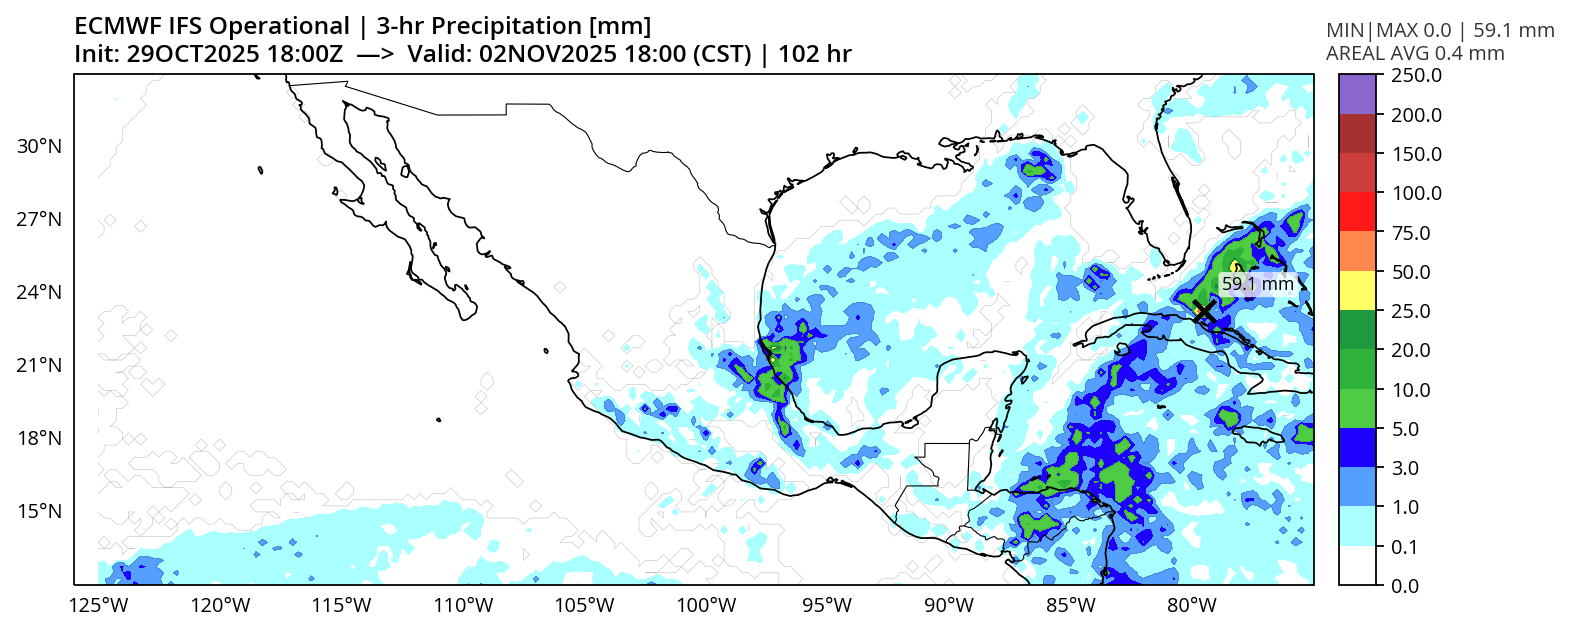 ECMWF IFS Operational | 3-hr Precipitation [mm]
Init: 29OCT2025 18:00Z —> Valid: 02NOV2025 18:00 (CST) | 102 hr
MIN|MAX 0.0 | 59.1 mm
AREAL AVG 0.4 mm
30°N
27°N
24°N
21°N
18°N
15°N
59.1 mm
125°W
120°W
115°W
110°W
105°W
100°W
95°W
90°W
85°W
80°W
250.0
200.0
150.0
100.0
75.0
50.0
25.0
20.0
10.0
5.0
3.0
1.0
0.1
0.0